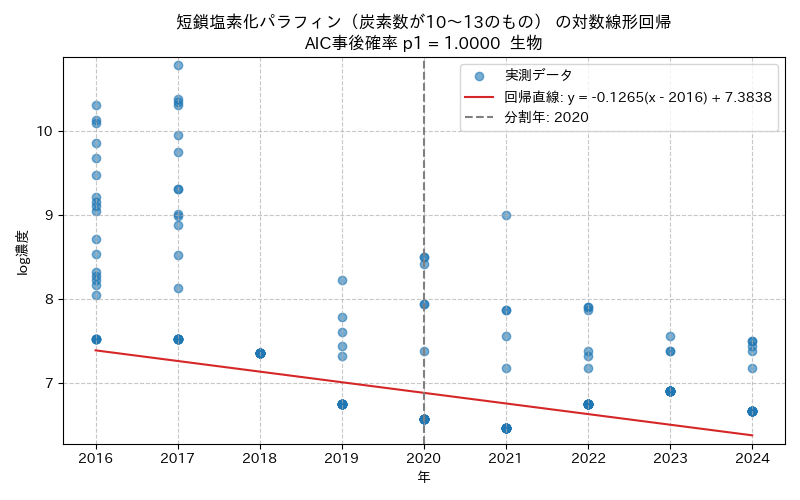 短鎖塩素化パラフィン（炭素数が10～13のもの） の対数線形回帰
AIC事後確率 p1 = 1.0000  生物
実測データ
回帰直線: y = -0.1265(x - 2016) + 7.3838
分割年: 2020
log濃度
10
9
8
7
2016 2017 2018 2019 2020 2021 2022 2023 2024
年